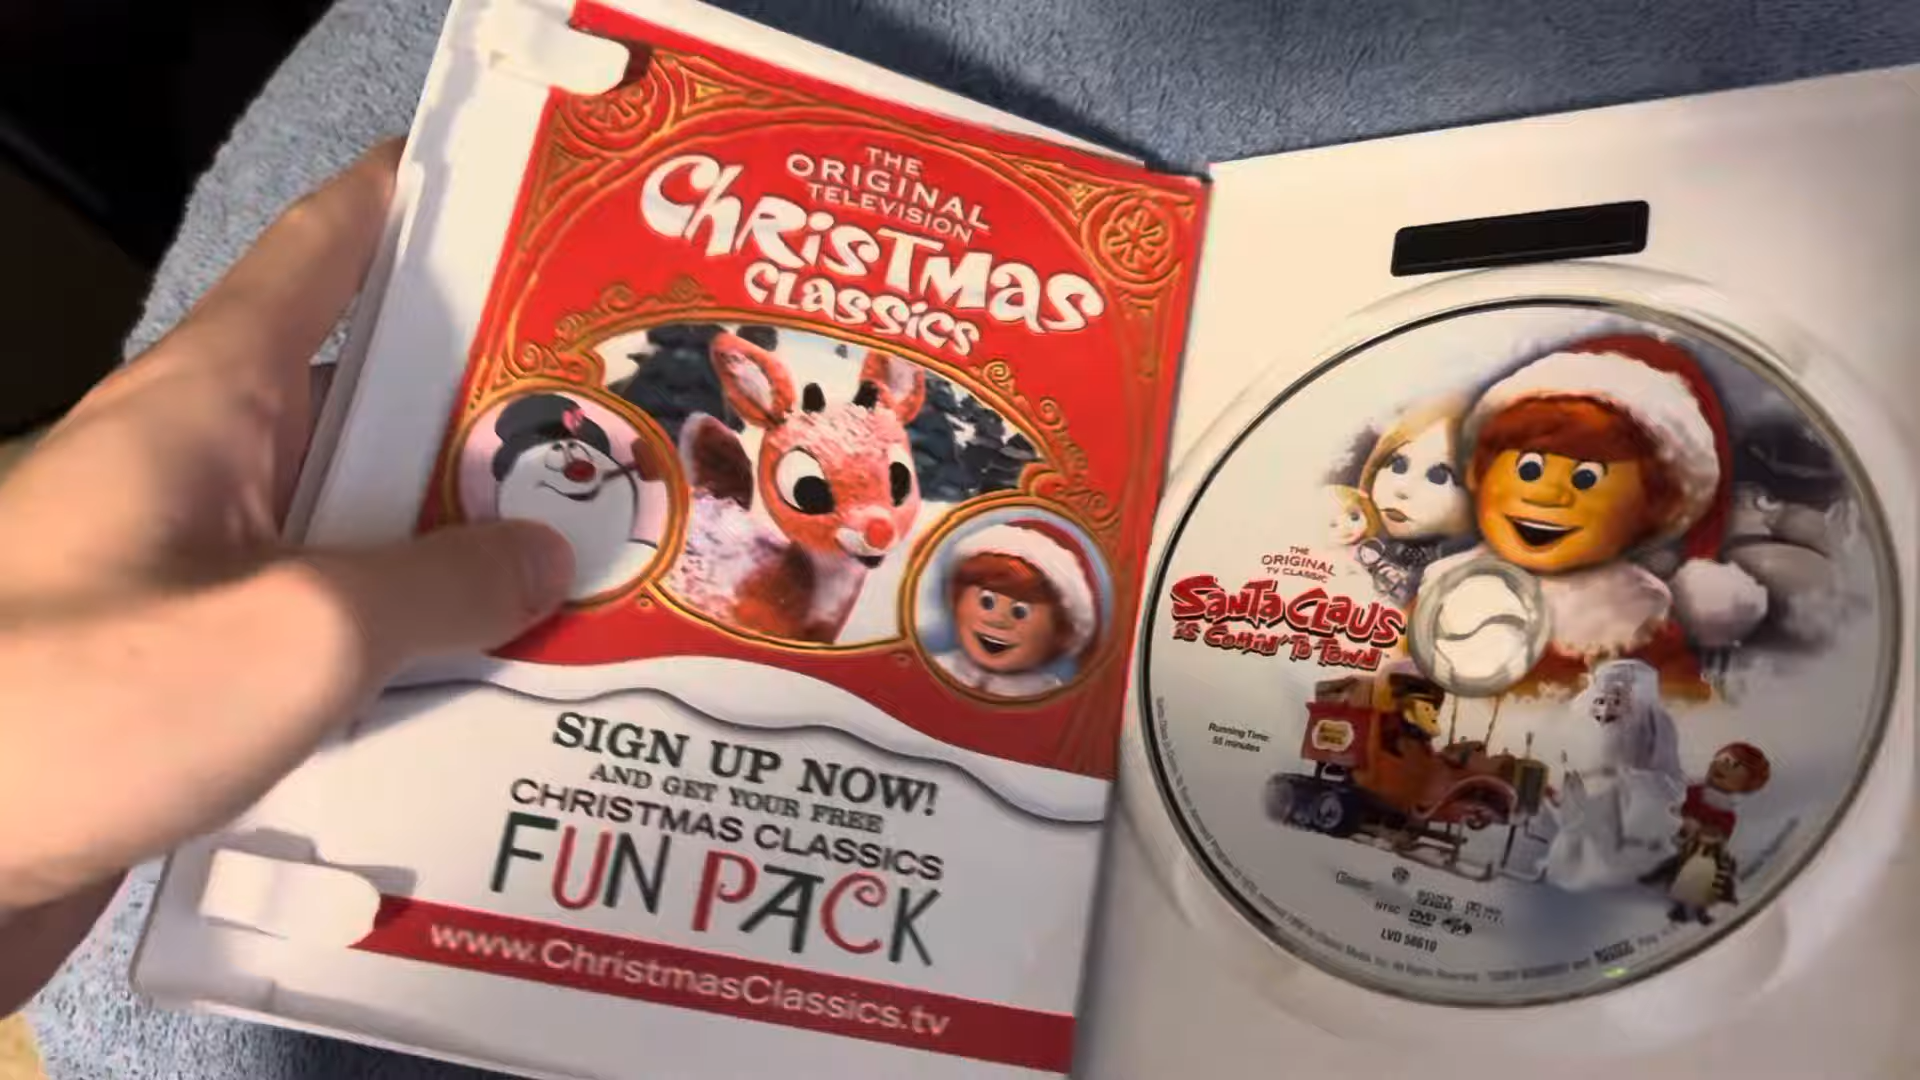 THE
ORIGINAL
TELEVISION
CHRISTMAS
CLASSICS
SIGN UP NOW!
AND GET YOUR FREE
CHRISTMAS CLASSICS
FUN PACK
www.ChristmasClassics.tv
THE
ORIGINAL
TV CLASSIC
SANTA CLAUS
IS COMIN' TO TOWN
Running Time:
55 minutes
NTSC DVD
LVD 58610